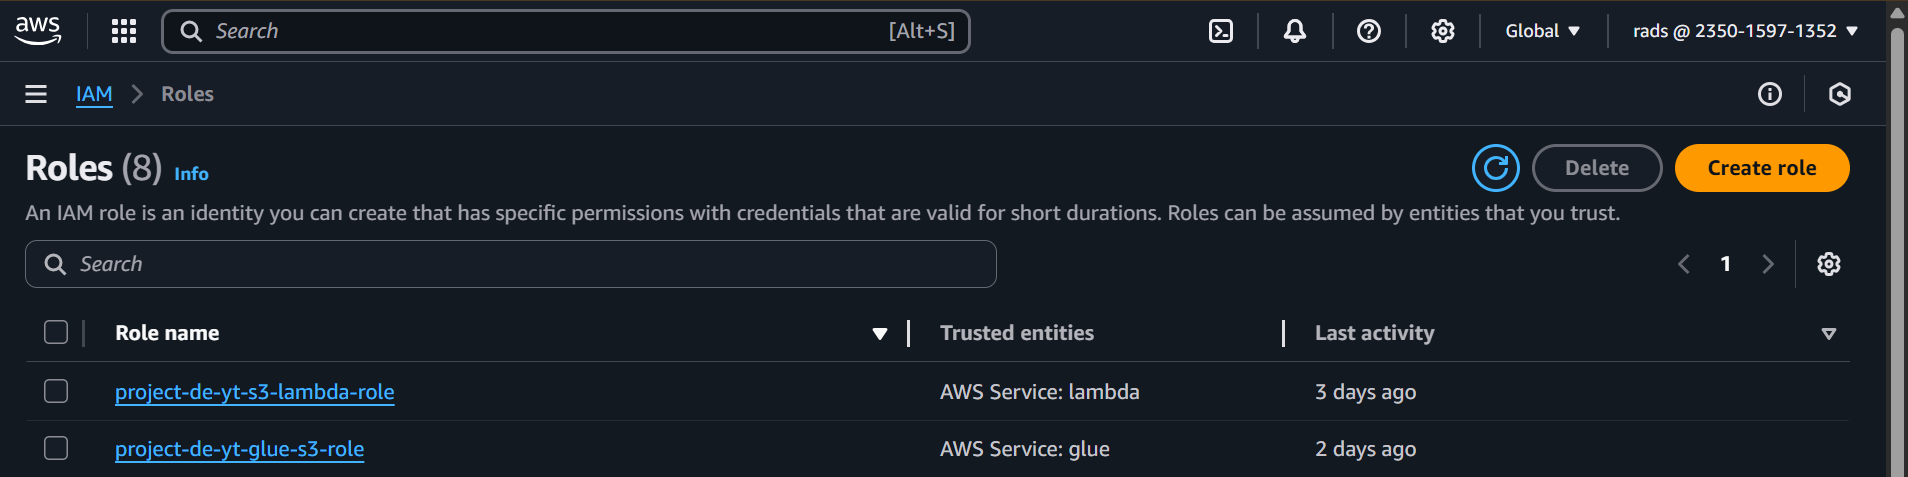 aws
Search [Alt+S] Global rads @ 2350-1597-1352
IAM Roles
Roles (8) Info Delete Create role
An IAM role is an identity you can create that has specific permissions with credentials that are valid for short durations. Roles can be assumed by entities that you trust.
Search 1
Role name Trusted entities Last activity
project-de-yt-s3-lambda-role AWS Service: lambda 3 days ago
project-de-yt-glue-s3-role AWS Service: glue 2 days ago